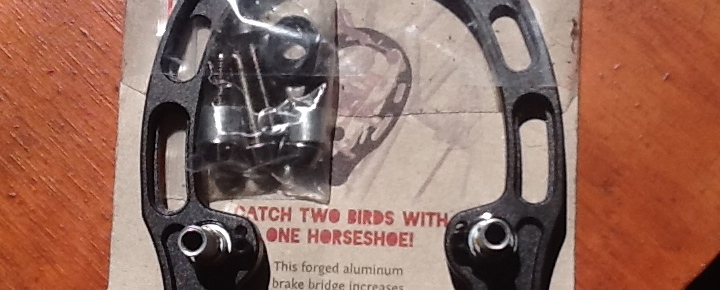 CATCH TWO BIRDS WITH
ONE HORSESHOE!
This forged aluminum
brake bridge increases